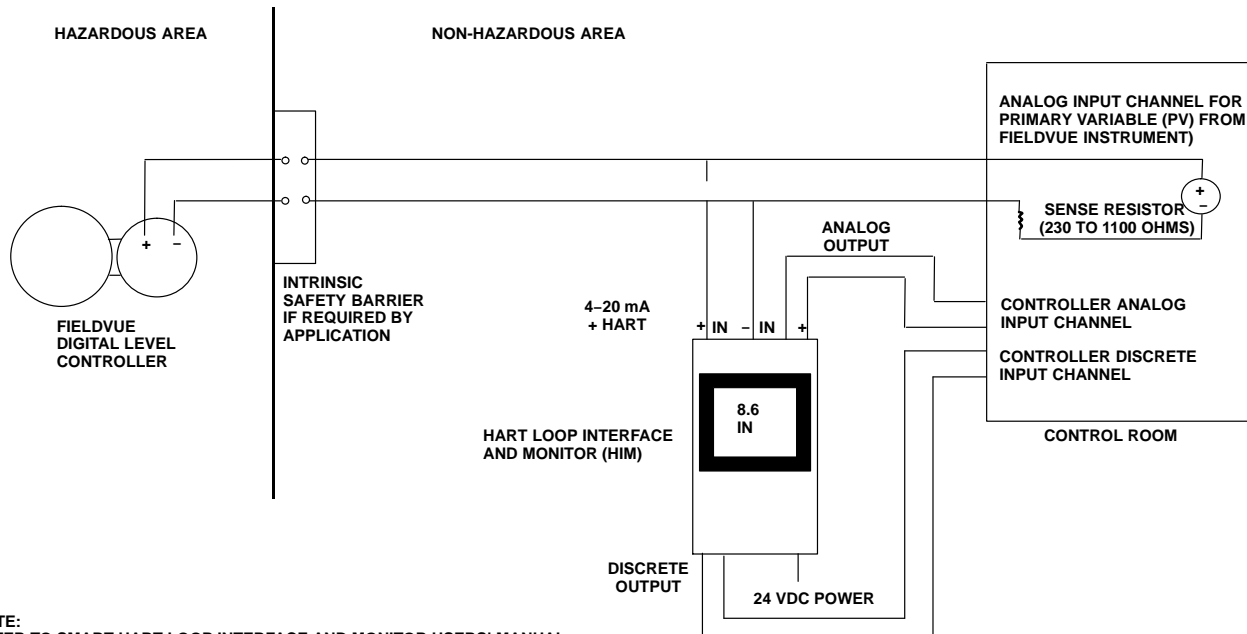 HAZARDOUS AREA
NON-HAZARDOUS AREA
ANALOG INPUT CHANNEL FOR
PRIMARY VARIABLE (PV) FROM
FIELDVUE INSTRUMENT)
+
–
SENSE RESISTOR
(230 TO 1100 OHMS)
+ –
ANALOG
OUTPUT
INTRINSIC
SAFETY BARRIER
IF REQUIRED BY
APPLICATION
4–20 mA
+ HART
+ IN – IN +
CONTROLLER ANALOG
INPUT CHANNEL
FIELDVUE
DIGITAL LEVEL
CONTROLLER
CONTROLLER DISCRETE
INPUT CHANNEL
8.6
IN
HART LOOP INTERFACE
AND MONITOR (HIM)
CONTROL ROOM
DISCRETE
OUTPUT
24 VDC POWER